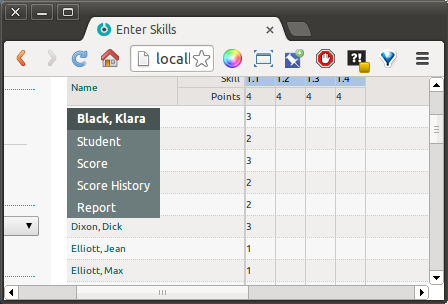 Enter Skills
locall
Skill 1.1 1.2 1.3 1.4
Name
Points 4 4 4 4
Black, Klara 3
Student 2
Score 3
Score History 2
Report 2
Dixon, Dick 3
Elliott, Jean 1
Elliott, Max 1